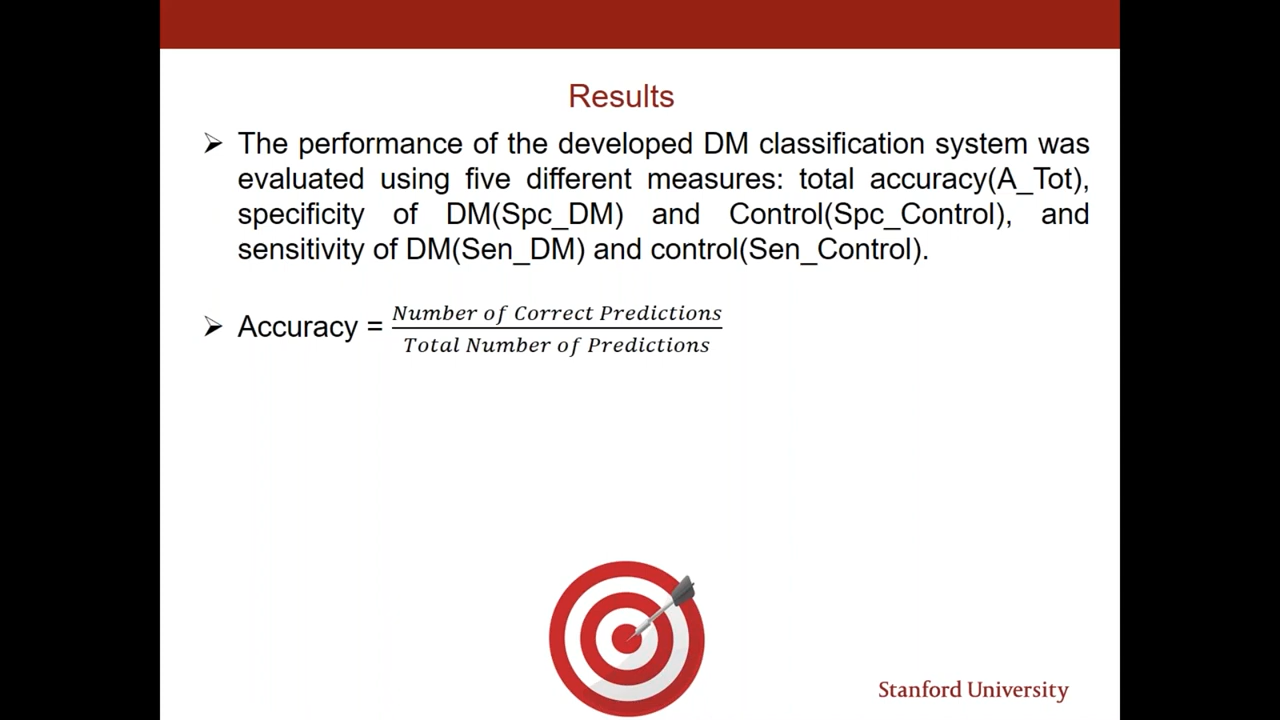 Results
➢ The performance of the developed DM classification system was
evaluated using five different measures: total accuracy(A_Tot),
specificity of DM(Spc_DM) and Control(Spc_Control), and
sensitivity of DM(Sen_DM) and control(Sen_Control).
➢ Accuracy = Number of Correct Predictions
Total Number of Predictions
Stanford University